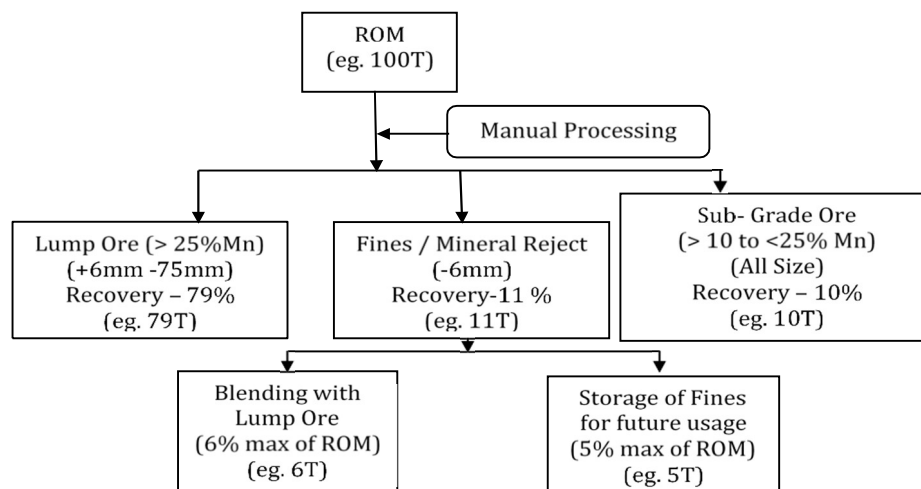 ROM
(eg. 100T)
Manual Processing
Lump Ore (> 25%Mn)
(+6mm -75mm)
Recovery – 79%
(eg. 79T)
Fines / Mineral Reject
(-6mm)
Recovery-11 %
(eg. 11T)
Sub- Grade Ore
(> 10 to <25% Mn)
(All Size)
Recovery – 10%
(eg. 10T)
Blending with
Lump Ore
(6% max of ROM)
(eg. 6T)
Storage of Fines
for future usage
(5% max of ROM)
(eg. 5T)